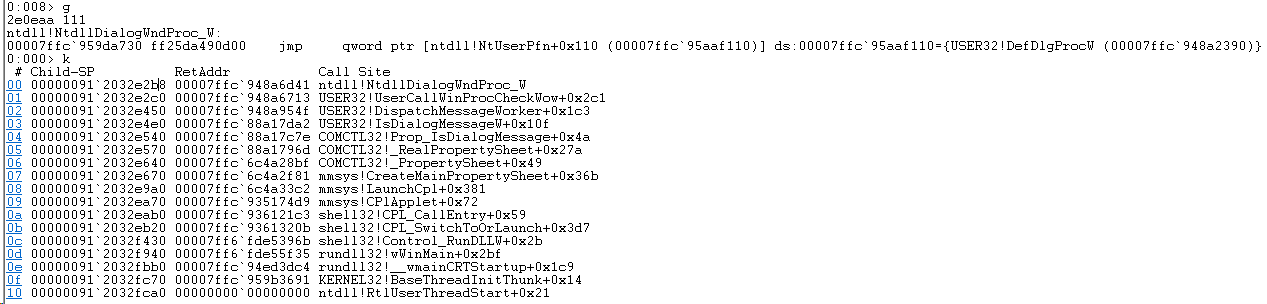 0:008> g
2e0eaa 111
ntdll!NtdllDialogWndProc_W:
00007ffc`959da730 ff25da490d00    jmp     qword ptr [ntdll!NtUserPfn+0x110 (00007ffc`95aaf110)] ds:00007ffc`95aaf110={USER32!DefDlgProcW (00007ffc`948a2390)}
0:000> k
 # Child-SP          RetAddr           Call Site
00 00000091`2032e2b8 00007ffc`948a6d41 ntdll!NtdllDialogWndProc_W
01 00000091`2032e2c0 00007ffc`948a6713 USER32!UserCallWinProcCheckWow+0x2c1
02 00000091`2032e450 00007ffc`948a954f USER32!DispatchMessageWorker+0x1c3
03 00000091`2032e4e0 00007ffc`88a17da2 USER32!IsDialogMessageW+0x10f
04 00000091`2032e540 00007ffc`88a17c7e COMCTL32!Prop_IsDialogMessage+0x4a
05 00000091`2032e570 00007ffc`88a1796d COMCTL32!_RealPropertySheet+0x27a
06 00000091`2032e640 00007ffc`6c4a28bf COMCTL32!_PropertySheet+0x49
07 00000091`2032e670 00007ffc`6c4a2f81 mmsys!CreateMainPropertySheet+0x36b
08 00000091`2032e9a0 00007ffc`6c4a33c2 mmsys!LaunchCpl+0x381
09 00000091`2032ea70 00007ffc`935174d9 mmsys!CPlApplet+0x72
0a 00000091`2032eab0 00007ffc`936121c3 shell32!CPL_CallEntry+0x59
0b 00000091`2032eb20 00007ffc`9361320b shell32!CPL_SwitchToOrLaunch+0x3d7
0c 00000091`2032f430 00007ff6`fde5396b shell32!Control_RunDLLW+0x2b
0d 00000091`2032f940 00007ff6`fde55f35 rundll32!wWinMain+0x2bf
0e 00000091`2032fbb0 00007ffc`94ed3dc4 rundll32!__wmainCRTStartup+0x1c9
0f 00000091`2032fc70 00007ffc`959b3691 KERNEL32!BaseThreadInitThunk+0x14
10 00000091`2032fca0 00000000`00000000 ntdll!RtlUserThreadStart+0x21